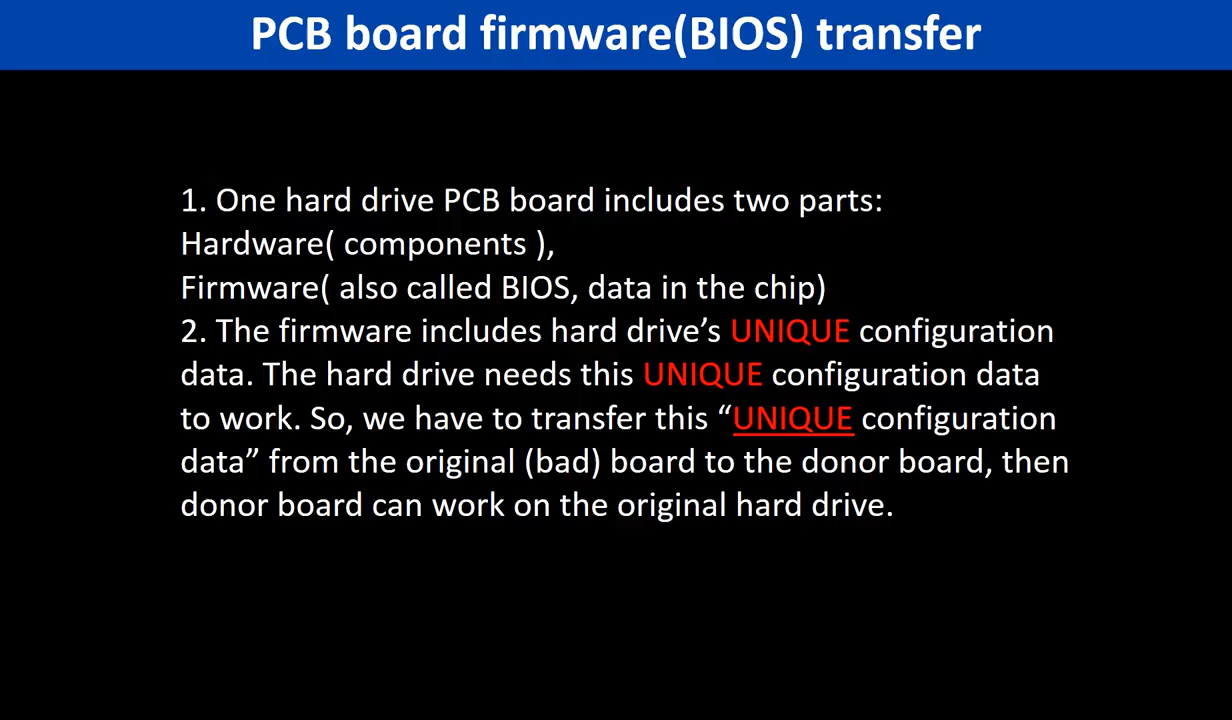 PCB board firmware(BIOS) transfer
1. One hard drive PCB board includes two parts:
Hardware( components ),
Firmware( also called BIOS, data in the chip)
2. The firmware includes hard drive’s UNIQUE configuration
data. The hard drive needs this UNIQUE configuration data
to work. So, we have to transfer this “UNIQUE configuration
data” from the original (bad) board to the donor board, then
donor board can work on the original hard drive.